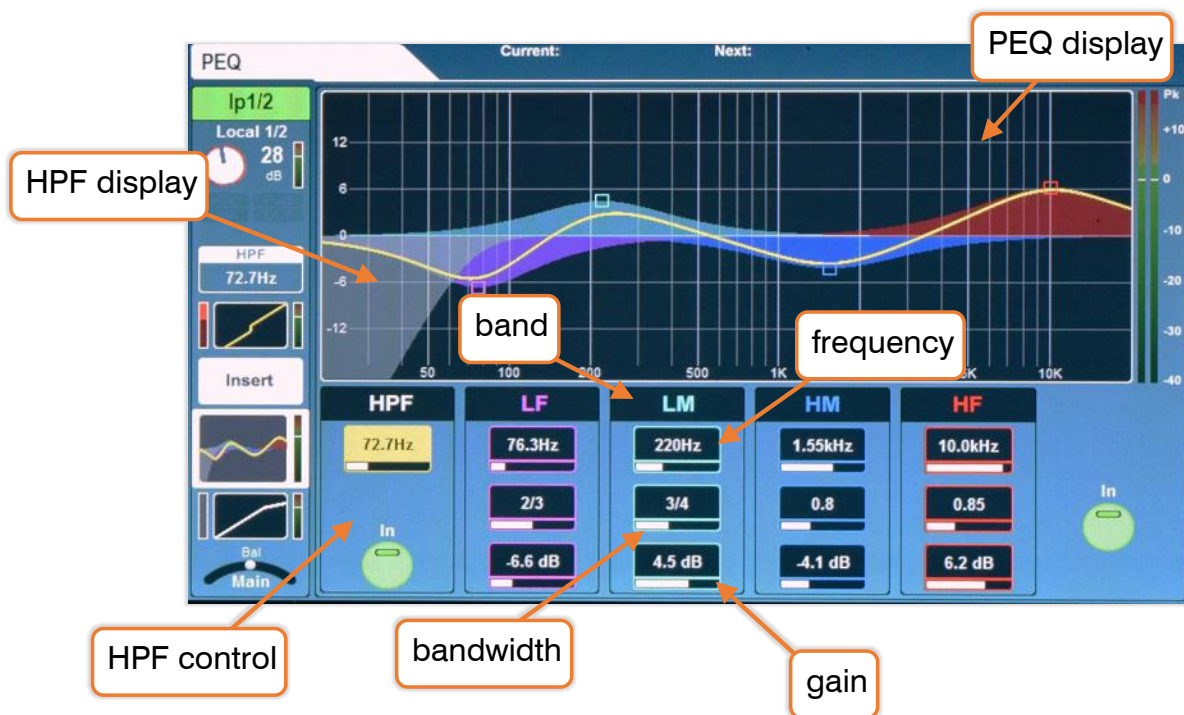 PEQ display
PEQ
Current:
Next:
Ip1/2
Local 1/2
28
dB
HPF display
HPF
72.7Hz
Insert
Bal
Main
12
6
0
-6
-12
50
100
200
500
1K
10K
Pk
+10
0
-10
-20
-30
-40
band
frequency
HPF
LF
LM
HM
HF
72.7Hz
76.3Hz
220Hz
1.55kHz
10.0kHz
2/3
3/4
0.8
0.85
In
In
-6.6 dB
4.5 dB
-4.1 dB
6.2 dB
HPF control
bandwidth
gain